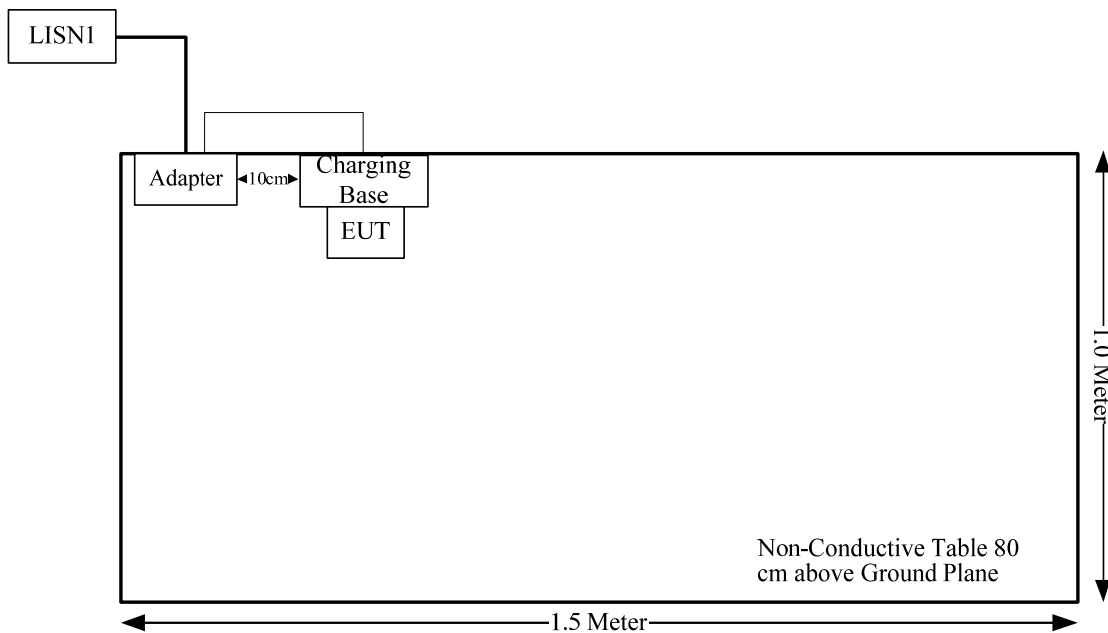 LISN1
Adapter
10cm
Charging
Base
EUT
1.0 Meter
Non-Conductive Table 80
cm above Ground Plane
1.5 Meter